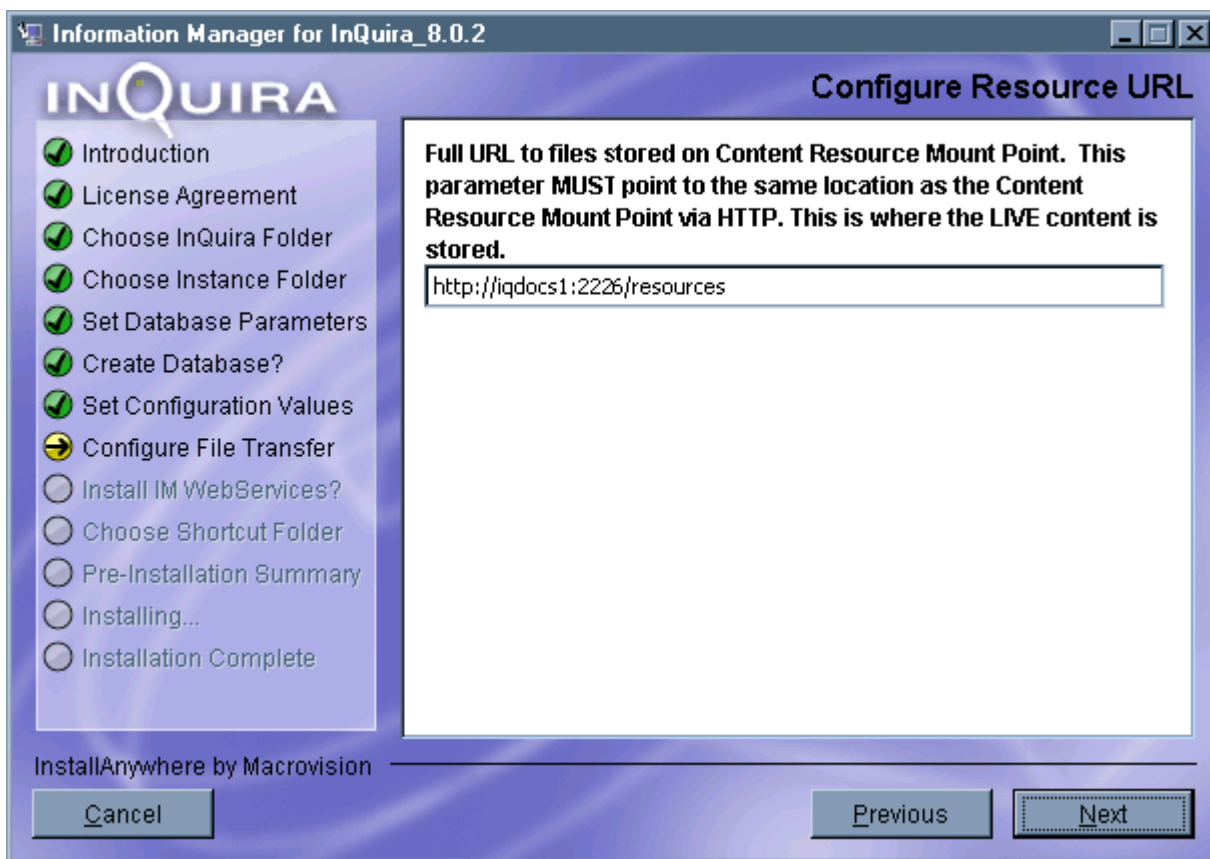 Information Manager for InQuira_8.0.2
INQUIRA
Configure Resource URL
Introduction
License Agreement
Choose InQuira Folder
Choose Instance Folder
Set Database Parameters
Create Database?
Set Configuration Values
Configure File Transfer
Install IM WebServices?
Choose Shortcut Folder
Pre-Installation Summary
Installing...
Installation Complete
Full URL to files stored on Content Resource Mount Point. This
parameter MUST point to the same location as the Content
Resource Mount Point via HTTP. This is where the LIVE content is
stored.
http://iqdocs1:2226/resources
InstallAnywhere by Macrovision
Cancel
Previous
Next